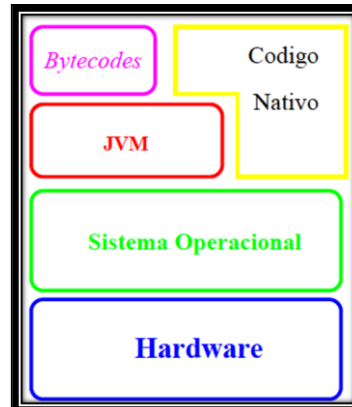 Bytecodes
Codigo
Nativo
JVM
Sistema Operacional
Hardware